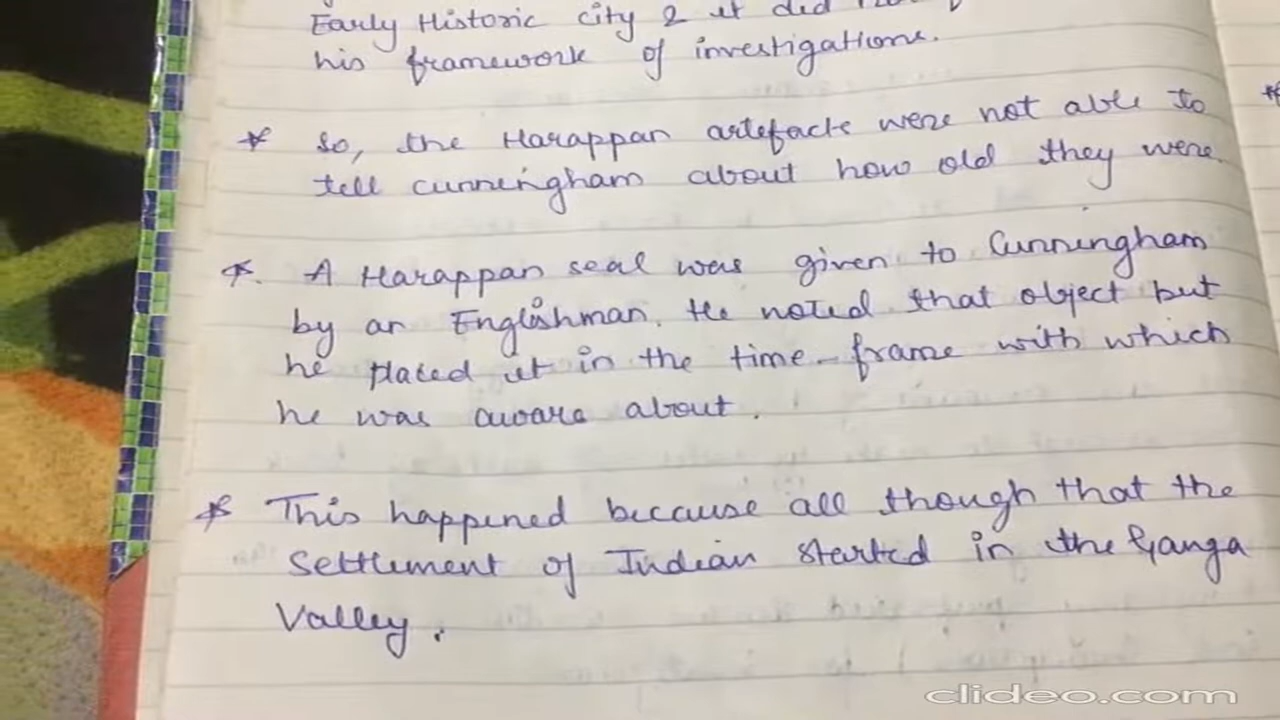 Early Historic city & it did
his framework of investigations.
* So, the Harappan artefacts were not able to
tell cunningham about how old they were.
* A Harappan seal was given to Cunningham
by an Englishman. He noted that object but
he plated it in the time-frame with which
he was aware about.
* This happened because all though that the
Settlement of Indian started in the Ganga
Valley.
clideo.com